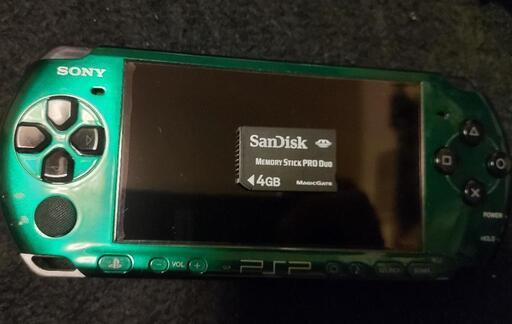 SONY
SanDisk
MEMORY STICK PRO DUO
4GB
MAGICGATE
POWER
HOLD
VOL
PSP
SELECT
START